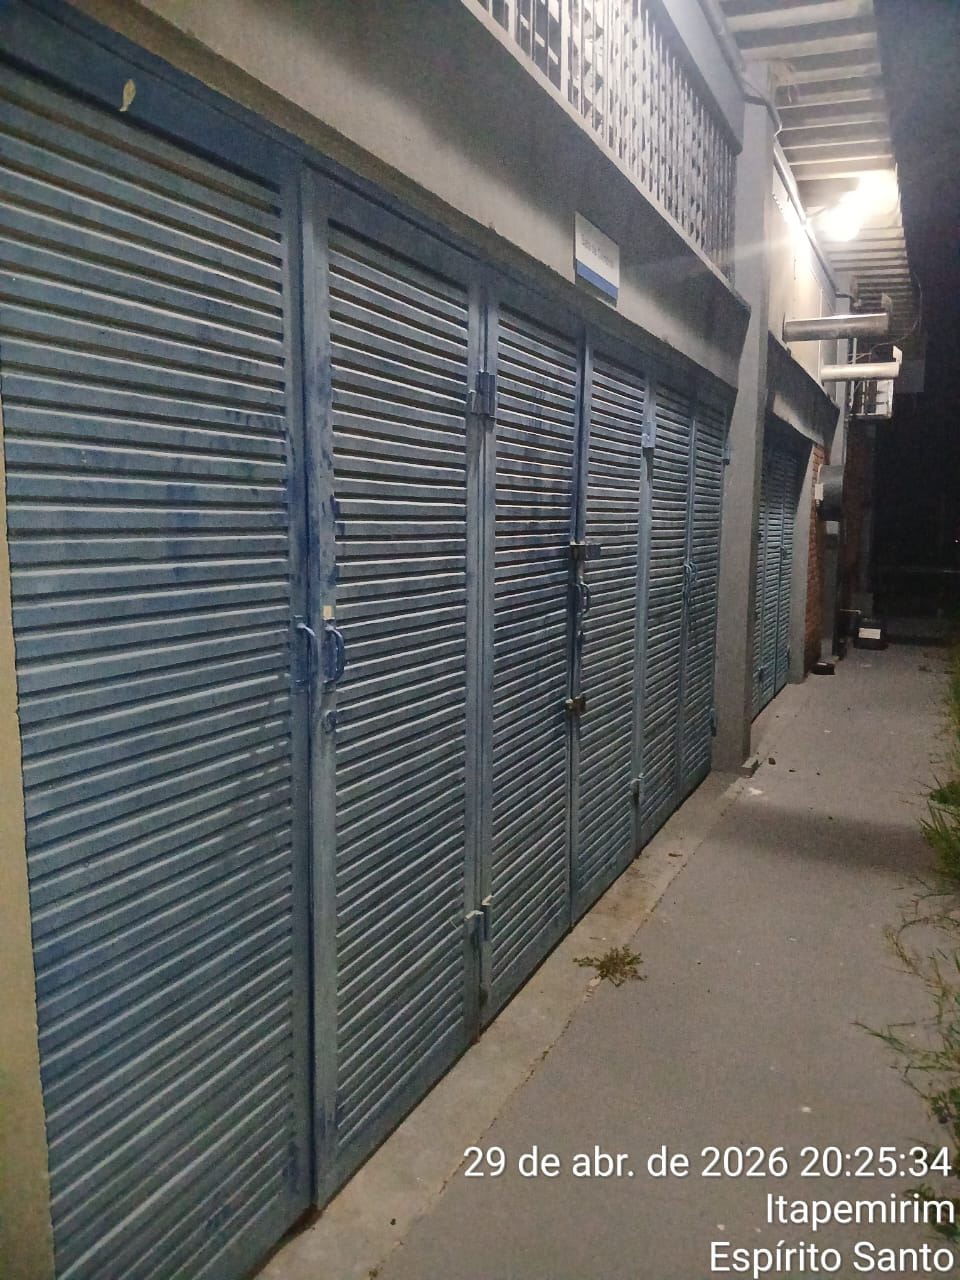 29 de abr. de 2026 20:25:34
Itapemirim
Espírito Santo